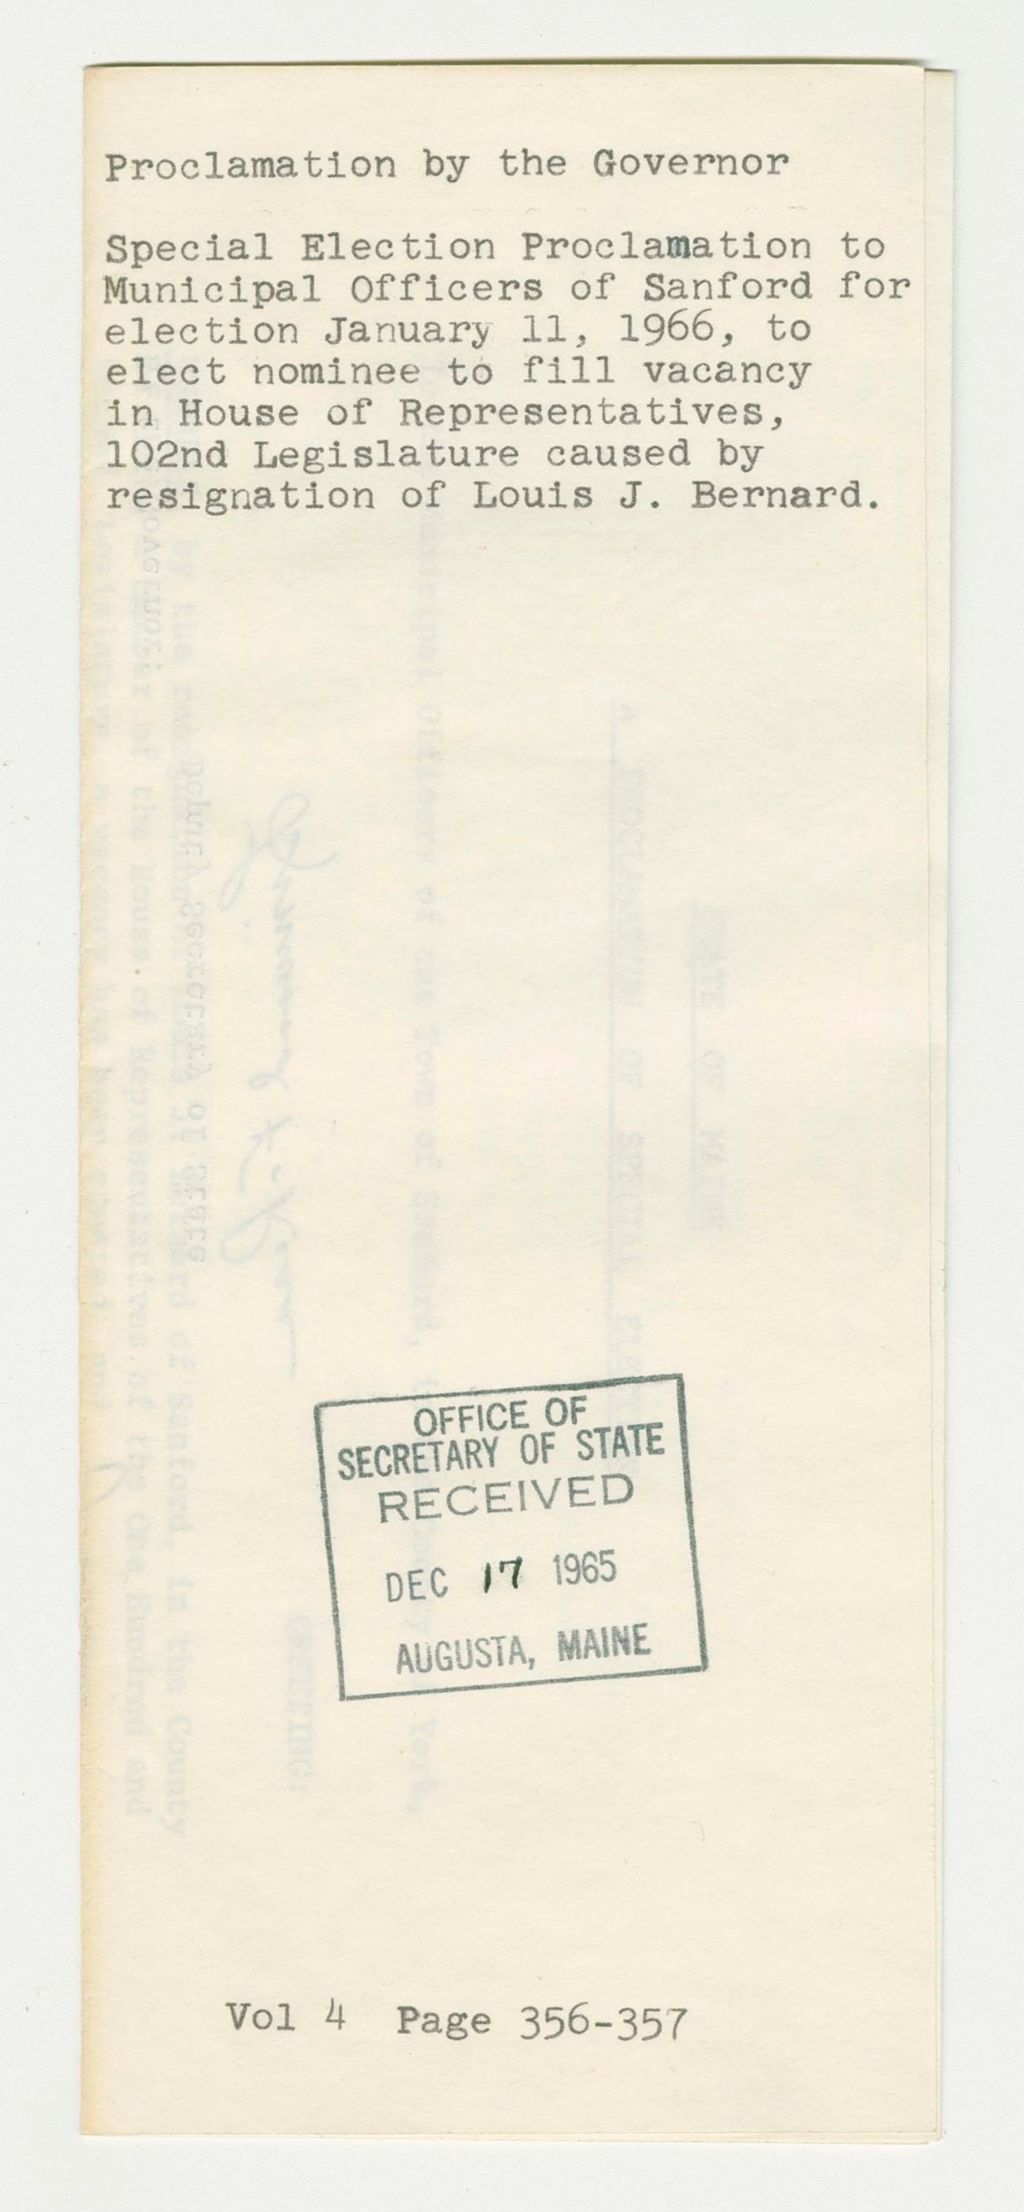 Proclamation by the Governor
Special Election Proclamation to
Municipal Officers of Sanford for
election January 11, 1966, to
elect nominee to fill vacancy
in House of Representatives,
102nd Legislature caused by
resignation of Louis J. Bernard.
OFFICE OF
SECRETARY OF STATE
RECEIVED
DEC 17 1965
AUGUSTA, MAINE
Vol 4 Page 356-357